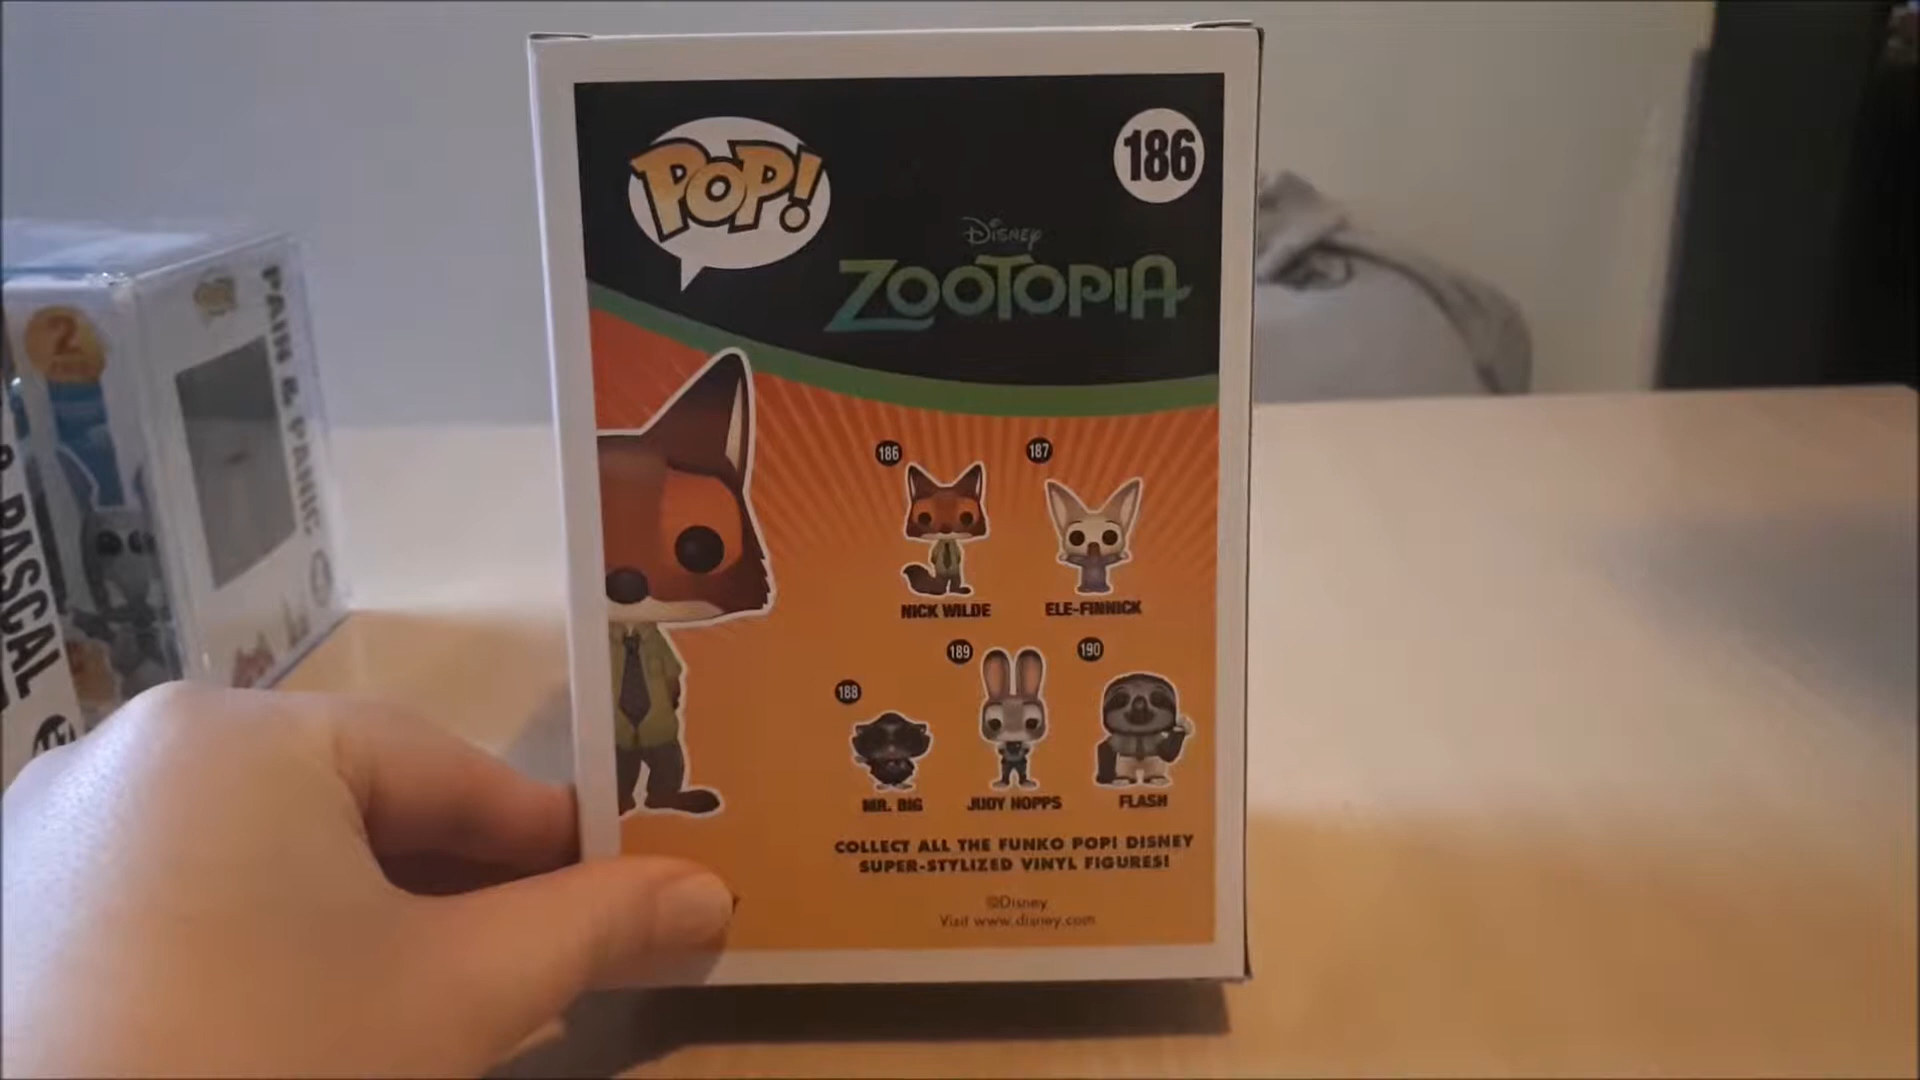 POP!
186
Disney
ZOOTOPIA
186
187
NICK WILDE
ELE-FINNICK
188
189
190
MR. BIG
JUDY HOPPS
FLASH
COLLECT ALL THE FUNKO POP! DISNEY
SUPER-STYLIZED VINYL FIGURES!
©Disney
Visit www.disney.com
2
PAIN & PANIC
& PASCAL